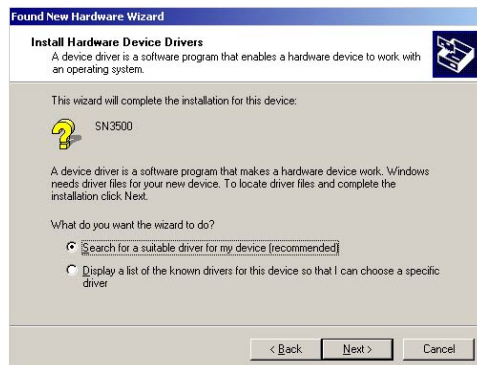 Found New Hardware Wizard
Install Hardware Device Drivers
A device driver is a software program that enables a hardware device to work with
an operating system.
This wizard will complete the installation for this device:
SN3500
A device driver is a software program that makes a hardware device work. Windows
needs driver files for your new device. To locate driver files and complete the
installation click Next.
What do you want the wizard to do?
Search for a suitable driver for my device (recommended)
Display a list of the known drivers for this device so that I can choose a specific
driver
< Back
Next >
Cancel